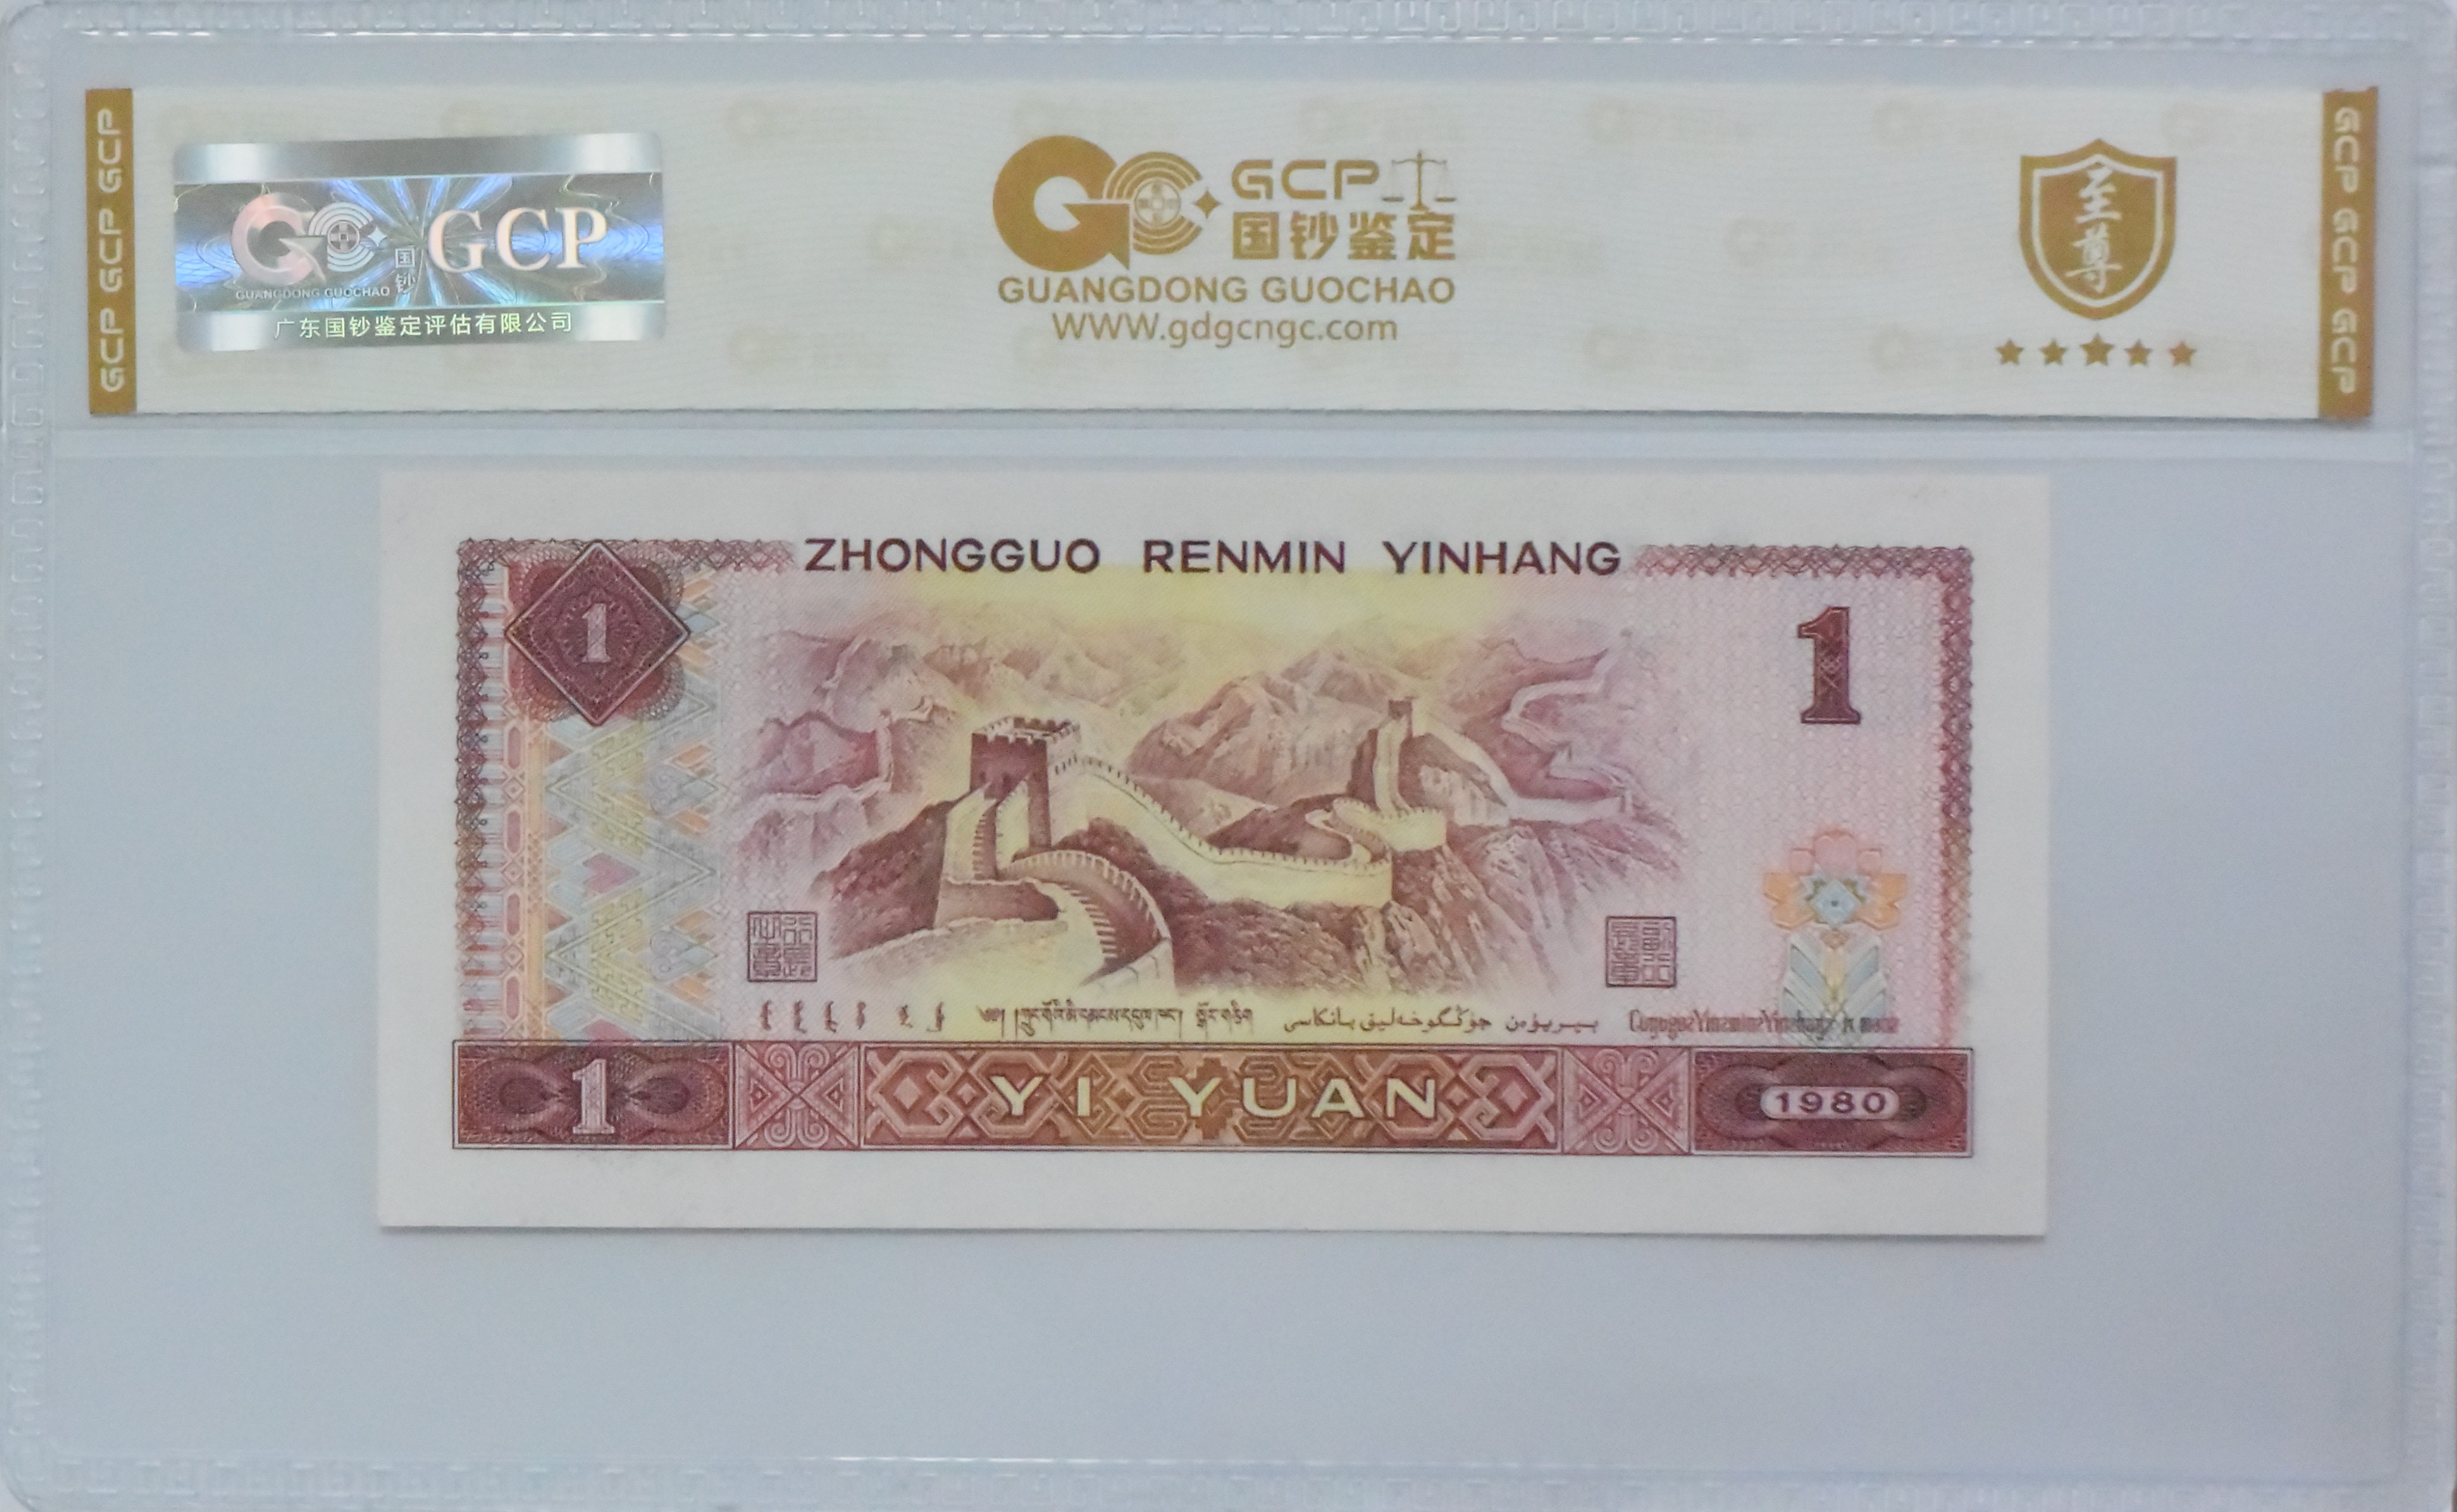 GCP GCP GCP
GUANGDONG GUOCHAO
国钞
GCP
广东国钞鉴定评估有限公司
GCP
国钞鉴定
GUANGDONG GUOCHAO
WWW.gdgcngc.com
至尊
GCP GCP GCP
ZHONGGUO RENMIN YINHANG
1
1
1
YI YUAN
1980